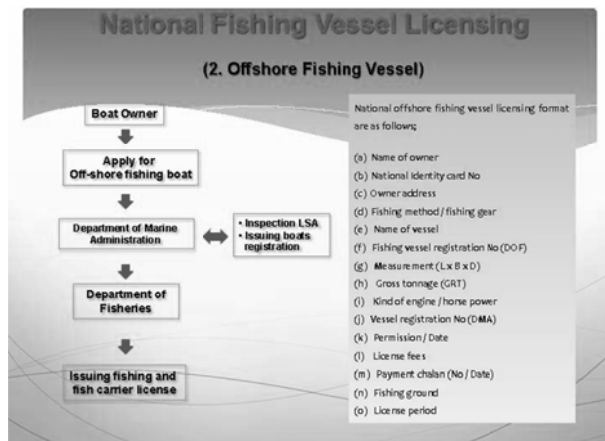 National Fishing Vessel Licensing
(2. Offshore Fishing Vessel)
Boat Owner
Apply for
Off-shore fishing boat
Department of Marine
Administration
• Inspection LSA
• Issuing boats
registration
Department of
Fisheries
Issuing fishing and
fish carrier license
National offshore fishing vessel licensing format
are as follows;
(a) Name of owner
(b) National identity card No
(c) Owner address
(d) Fishing method / fishing gear
(e) Name of vessel
(f) Fishing vessel registration No (DOF)
(g) Measurement (L x B x D)
(h) Gross tonnage (GRT)
(i) Kind of engine / horse power
(j) Vessel registration No (DMA)
(k) Permission / Date
(l) License fees
(m) Payment chalan (No / Date)
(n) Fishing ground
(o) License period